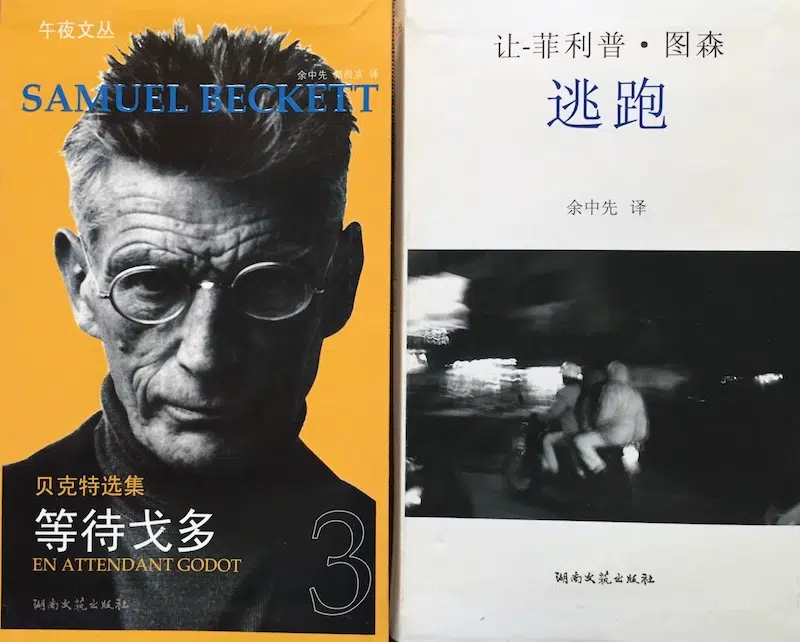 午夜文丛
余中先 译
SAMUEL BECKETT
贝克特选集
等待戈多
EN ATTENDANT GODOT
3
湖南文艺出版社
让-菲利普·图森
逃跑
余中先 译
湖南文艺出版社